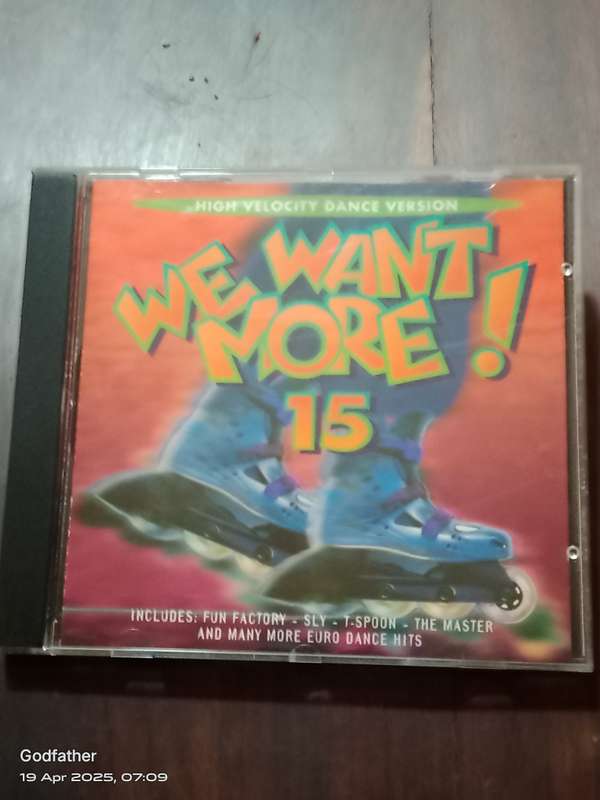 HIGH VELOCITY DANCE VERSION
WE WANT
MORE!
15
INCLUDES: FUN FACTORY - SLY - T-SPOON - THE MASTER
AND MANY MORE EURO DANCE HITS
Godfather
19 Apr 2025, 07:09